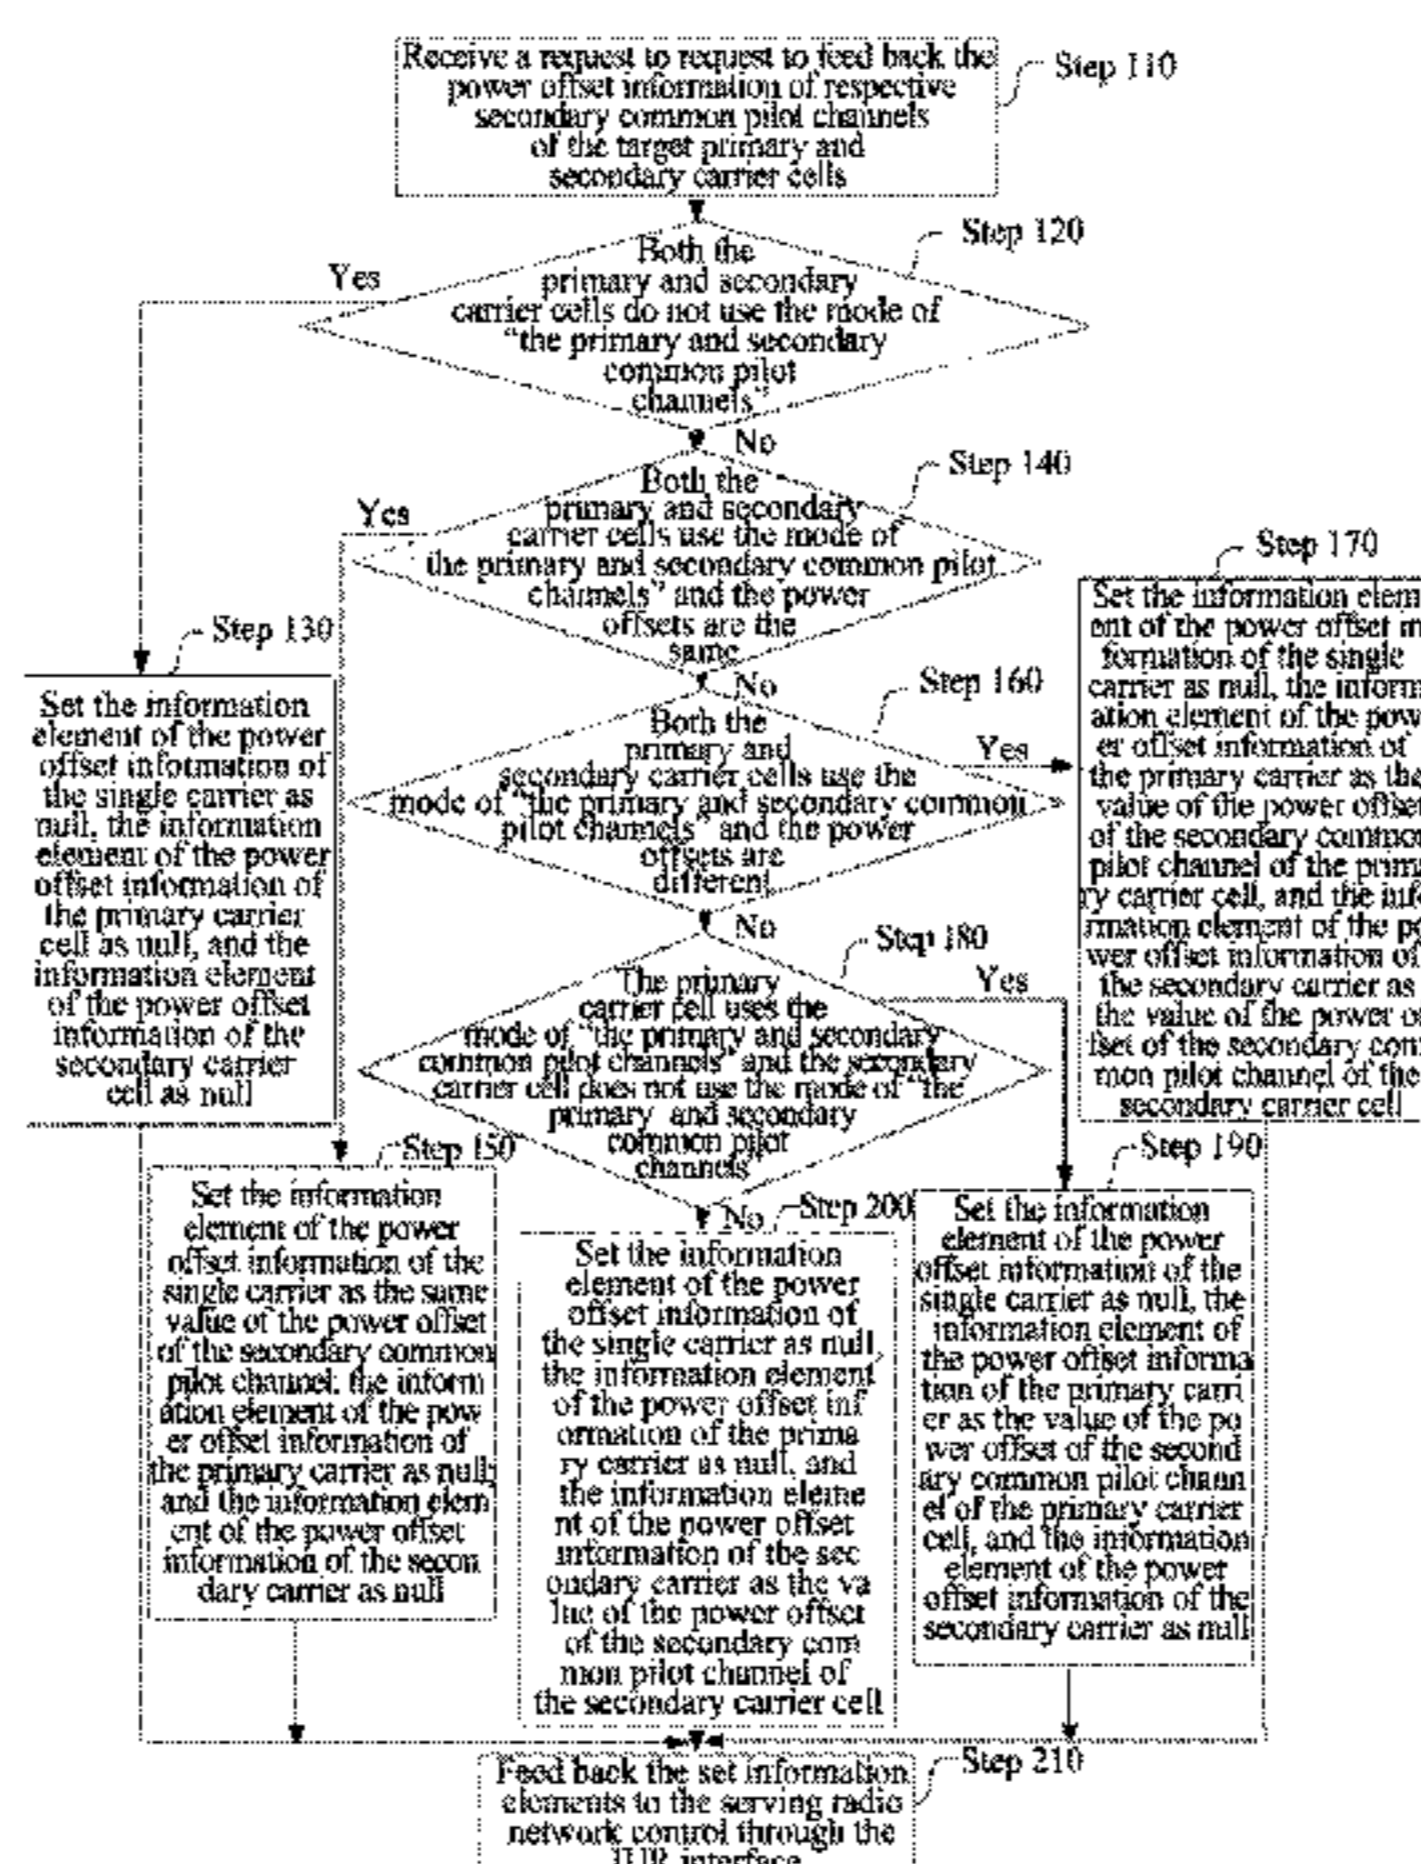 Receive a request to request to feed back the
power offset information of respective
secondary common pilot channels
of the target primary and
secondary carrier cells
Step 110
Step 120
Both the
primary and secondary
carrier cells do not use the mode of
“the primary and secondary
common pilot
channels”
Yes
No
Step 140
Both the
primary and secondary
carrier cells use the mode of
the primary and secondary common pilot
channels” and the power
offsets are the
same
Yes
No
Step 130
Set the information
element of the power
offset information of
the single carrier as
null, the information
element of the power
offset information of
the primary carrier
cell as null, and the
information element
of the power offset
information of the
secondary carrier
cell as null
Step 160
Both the
primary and
secondary carrier cells use the
mode of “the primary and secondary common
pilot channels” and the power
offsets are
different
Yes
No
Step 170
Set the information elem
ent of the power offset in
formation of the single
carrier as null, the inform
ation element of the pow
er offset information of
the primary carrier as the
value of the power offset
of the secondary common
pilot channel of the prima
ry carrier cell, and the info
rmation element of the po
wer offset information of
the secondary carrier as
the value of the power of
fset of the secondary com
mon pilot channel of the
secondary carrier cell
Step 180
The primary
carrier cell uses the
mode of “the primary and secondary
common pilot channels” and the secondary
carrier cell does not use the mode of “the
primary and secondary
common pilot
channels”
Yes
No
Step 150
Set the information
element of the power
offset information of the
single carrier as the same
value of the power offset
of the secondary common
pilot channel, the inform
ation element of the pow
er offset information of
the primary carrier as null,
and the information elem
ent of the power offset
information of the secon
dary carrier as null
Step 200
Set the information
element of the power
offset information of
the single carrier as null,
the information element
of the power offset inf
ormation of the prima
ry carrier as null, and
the information eleme
nt of the power offset
information of the sec
ondary carrier as the va
lue of the power offset
of the secondary com
mon pilot channel of
the secondary carrier cell
Step 190
Set the information
element of the power
offset information of the
single carrier as null, the
information element of
the power offset informa
tion of the primary carri
er as the value of the po
wer offset of the second
ary common pilot chann
el of the primary carrier
cell, and the information
element of the power
offset information of the
secondary carrier as null
Step 210
Feed back the set information
elements to the serving radio
network control through the
IUR interface